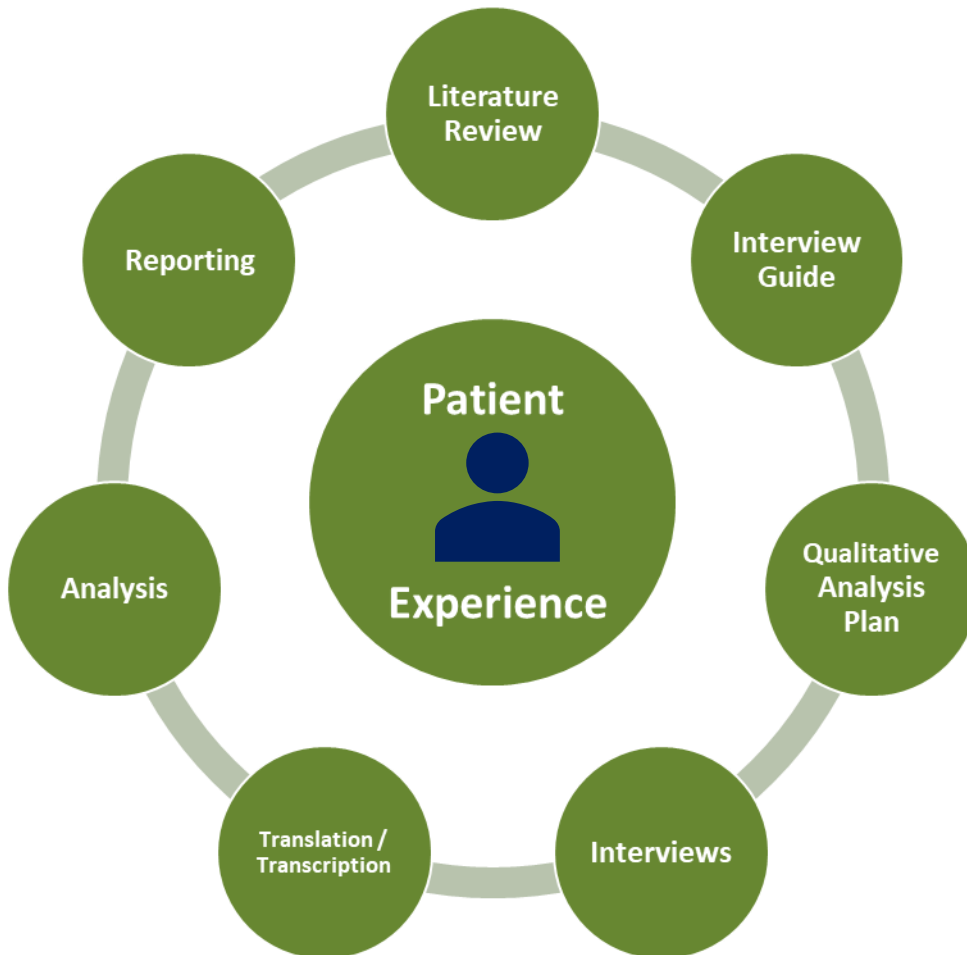 Literature
Review
Interview
Guide
Qualitative
Analysis
Plan
Interviews
Translation /
Transcription
Analysis
Reporting
Patient
Experience